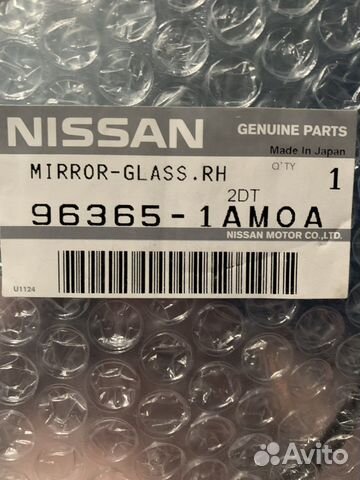 NISSAN
GENUINE PARTS
Made in Japan
MIRROR-GLASS.RH
Q'TY
1
2DT
96365-1AM0A
NISSAN MOTOR CO.,LTD.
U1124
Avito